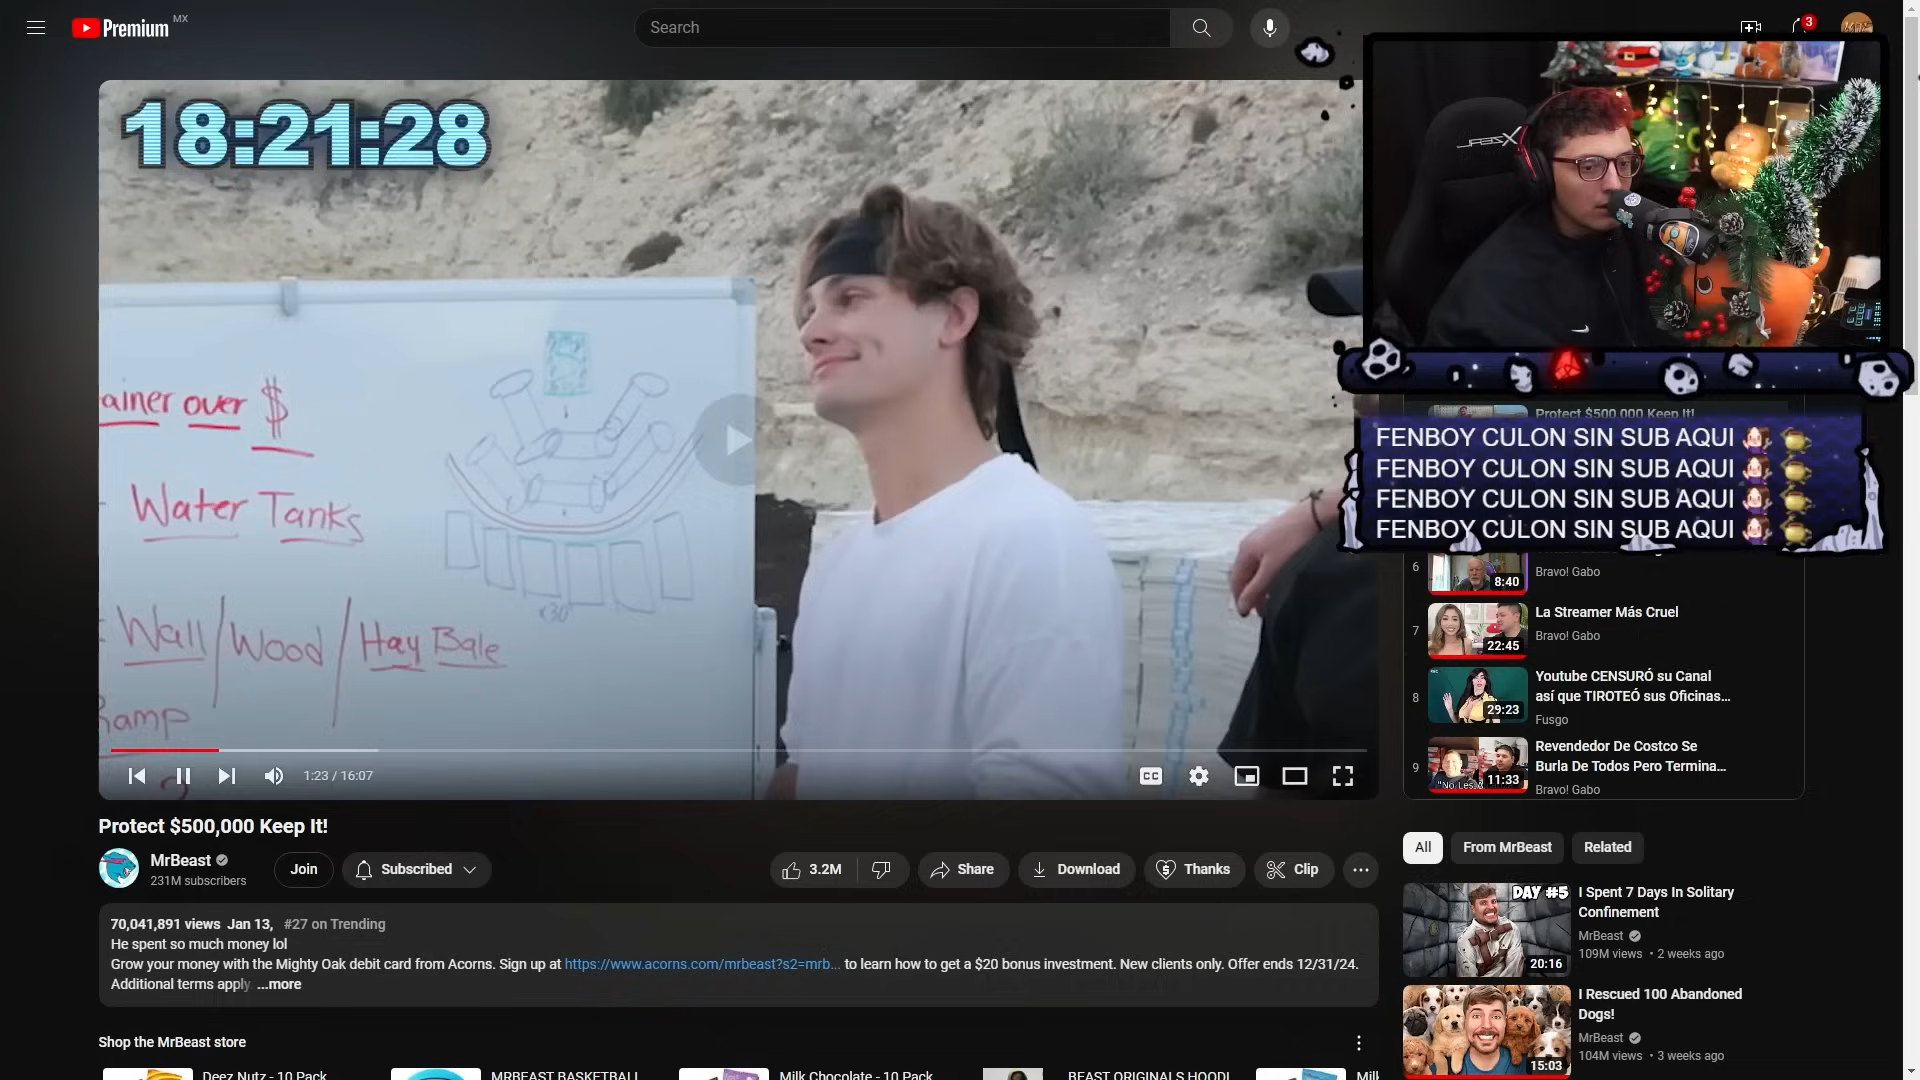 Premium
MX
Search
3
18:21:28
JFASX
ainer over $
Water Tanks
Wall / Wood / Hay Bale
x30
Ramp
1:23 / 16:07
CC
Protect $500,000 Keep It!
FENBOY CULON SIN SUB AQUI
FENBOY CULON SIN SUB AQUI
FENBOY CULON SIN SUB AQUI
FENBOY CULON SIN SUB AQUI
6
8:40
Bravo! Gabo
7
22:45
La Streamer Más Cruel
Bravo! Gabo
8
29:23
Youtube CENSURÓ su Canal
así que TIROTEÓ sus Oficinas...
Fusgo
9
11:33
Revendedor De Costco Se
Burla De Todos Pero Termina...
Bravo! Gabo
Protect $500,000 Keep It!
MrBeast
231M subscribers
Join
Subscribed
3.2M
Share
Download
Thanks
Clip
70,041,891 views Jan 13, #27 on Trending
He spent so much money lol
Grow your money with the Mighty Oak debit card from Acorns. Sign up at https://www.acorns.com/mrbeast?s2=mrb... to learn how to get a $20 bonus investment. New clients only. Offer ends 12/31/24.
Additional terms apply. ...more
Shop the MrBeast store
Deez Nutz - 10 Pack
MRBEAST BASKETBALL
Milk Chocolate - 10 Pack
BEAST ORIGINALS HOODI
Milk
All
From MrBeast
Related
DAY #5
20:16
I Spent 7 Days In Solitary
Confinement
MrBeast
109M views • 2 weeks ago
15:03
I Rescued 100 Abandoned
Dogs!
MrBeast
104M views • 3 weeks ago